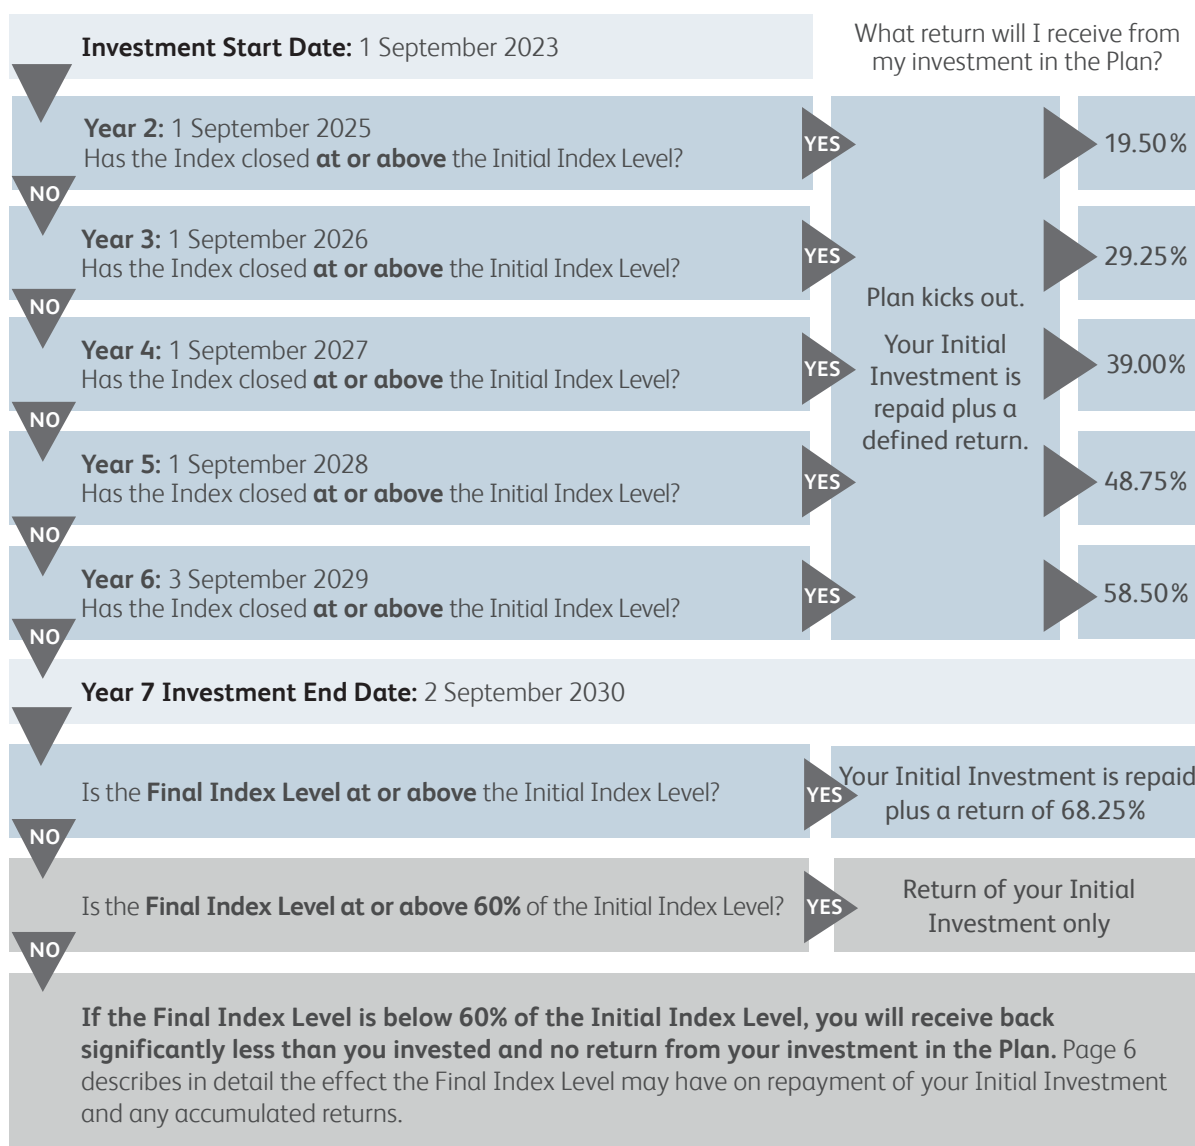 Investment Start Date: 1 September 2023
What return will I receive from
my investment in the Plan?
Year 2: 1 September 2025
Has the Index closed at or above the Initial Index Level?
YES
19.50%
NO
Year 3: 1 September 2026
Has the Index closed at or above the Initial Index Level?
YES
29.25%
NO
Year 4: 1 September 2027
Has the Index closed at or above the Initial Index Level?
YES
39.00%
NO
Year 5: 1 September 2028
Has the Index closed at or above the Initial Index Level?
YES
48.75%
NO
Year 6: 3 September 2029
Has the Index closed at or above the Initial Index Level?
YES
58.50%
NO
Plan kicks out.
Your Initial
Investment is
repaid plus a
defined return.
Year 7 Investment End Date: 2 September 2030
Is the Final Index Level at or above the Initial Index Level?
YES
Your Initial Investment is repaid
plus a return of 68.25%
NO
Is the Final Index Level at or above 60% of the Initial Index Level?
YES
Return of your Initial
Investment only
NO
If the Final Index Level is below 60% of the Initial Index Level, you will receive back
significantly less than you invested and no return from your investment in the Plan. Page 6
describes in detail the effect the Final Index Level may have on repayment of your Initial Investment
and any accumulated returns.